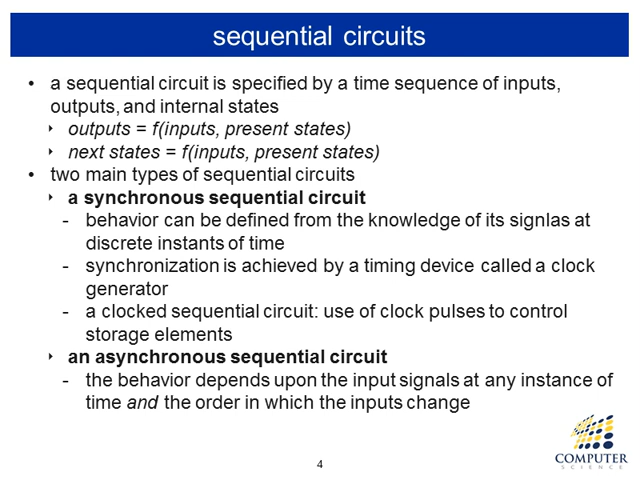 sequential circuits
• a sequential circuit is specified by a time sequence of inputs,
outputs, and internal states
‣ outputs = f(inputs, present states)
‣ next states = f(inputs, present states)
• two main types of sequential circuits
‣ a synchronous sequential circuit
- behavior can be defined from the knowledge of its signlas at
discrete instants of time
- synchronization is achieved by a timing device called a clock
generator
- a clocked sequential circuit: use of clock pulses to control
storage elements
‣ an asynchronous sequential circuit
- the behavior depends upon the input signals at any instance of
time and the order in which the inputs change
COMPUTER
SCIENCE
4